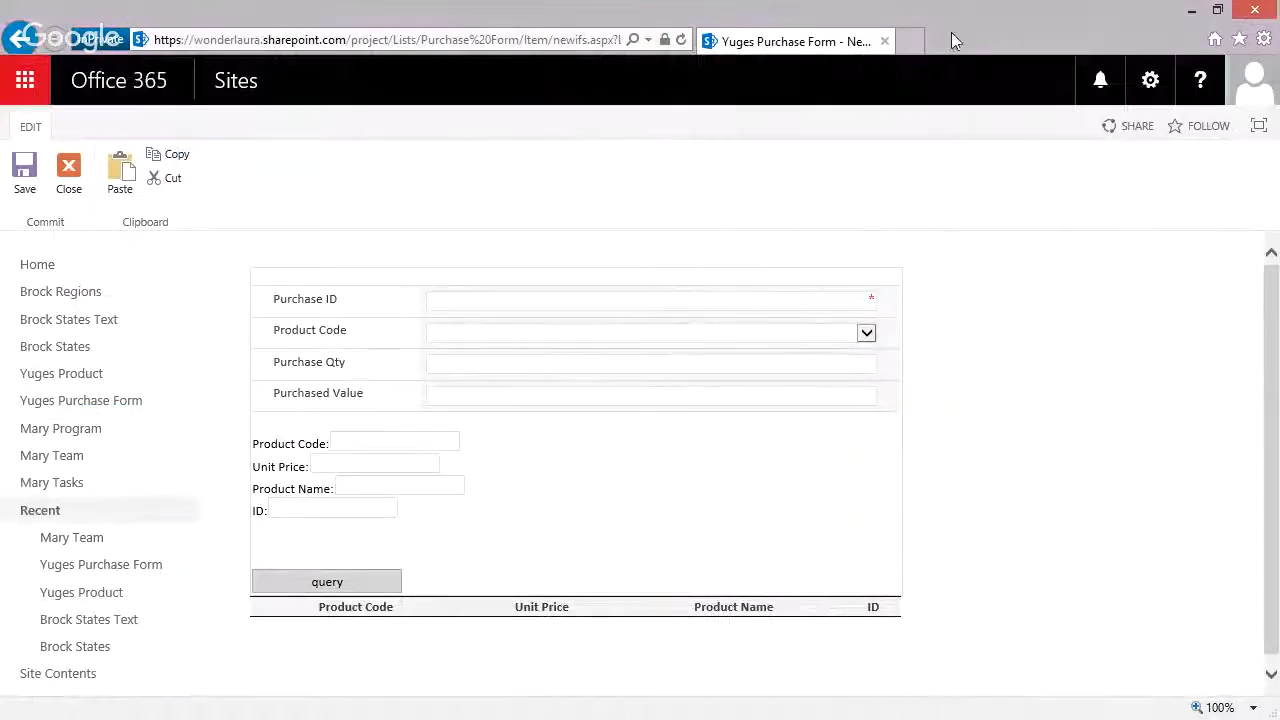 Google
InPrivate
https://wonderlaura.sharepoint.com/project/Lists/Purchase%20Form/Item/newifs.aspx?L
Yuges Purchase Form - Ne...
Office 365
Sites
EDIT
SHARE
FOLLOW
Save
Close
Paste
Copy
Cut
Commit
Clipboard
Home
Brock Regions
Brock States Text
Brock States
Yuges Product
Yuges Purchase Form
Mary Program
Mary Team
Mary Tasks
Recent
Mary Team
Yuges Purchase Form
Yuges Product
Brock States Text
Brock States
Site Contents
Purchase ID *
Product Code
Purchase Qty
Purchased Value
Product Code:
Unit Price:
Product Name:
ID:
query
Product Code Unit Price Product Name ID
100%